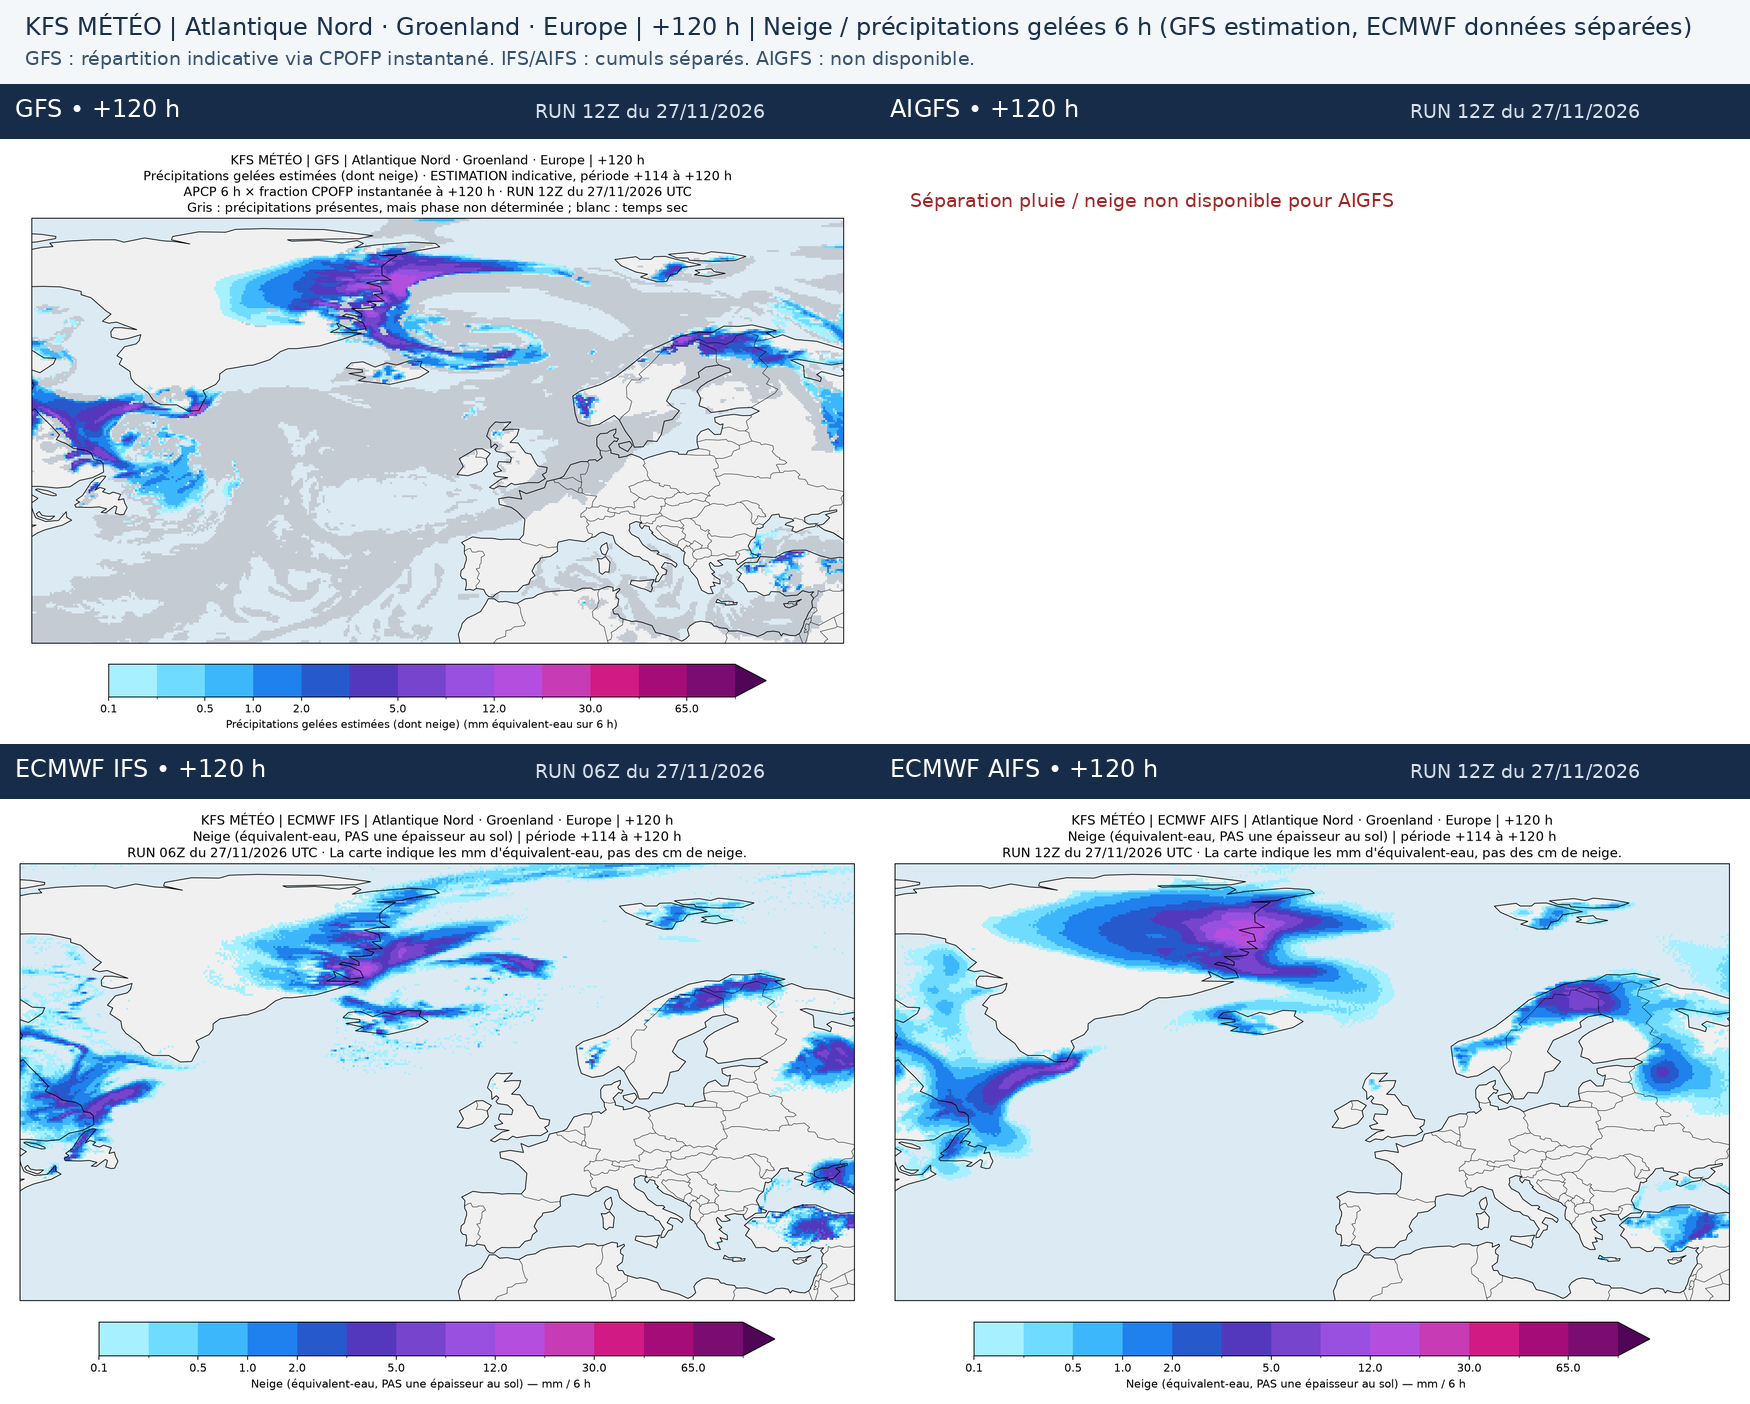 KFS MÉTÉO | Atlantique Nord · Groenland · Europe | +120 h | Neige / précipitations gelées 6 h (GFS estimation, ECMWF données séparées)
GFS : répartition indicative via CPOFP instantané. IFS/AIFS : cumuls séparés. AIGFS : non disponible.
GFS • +120 h
RUN 12Z du 27/11/2026
AIGFS • +120 h
RUN 12Z du 27/11/2026
KFS MÉTÉO | GFS | Atlantique Nord · Groenland · Europe | +120 h
Précipitations gelées estimées (dont neige) · ESTIMATION indicative, période +114 à +120 h
APCP 6 h × fraction CPOFP instantanée à +120 h · RUN 12Z du 27/11/2026 UTC
Gris : précipitations présentes, mais phase non déterminée ; blanc : temps sec
Séparation pluie / neige non disponible pour AIGFS
0.1 0.5 1.0 2.0 5.0 12.0 30.0 65.0
Précipitations gelées estimées (dont neige) (mm équivalent-eau sur 6 h)
ECMWF IFS • +120 h
RUN 06Z du 27/11/2026
ECMWF AIFS • +120 h
RUN 12Z du 27/11/2026
KFS MÉTÉO | ECMWF IFS | Atlantique Nord · Groenland · Europe | +120 h
Neige (équivalent-eau, PAS une épaisseur au sol) | période +114 à +120 h
RUN 06Z du 27/11/2026 UTC · La carte indique les mm d'équivalent-eau, pas des cm de neige.
KFS MÉTÉO | ECMWF AIFS | Atlantique Nord · Groenland · Europe | +120 h
Neige (équivalent-eau, PAS une épaisseur au sol) | période +114 à +120 h
RUN 12Z du 27/11/2026 UTC · La carte indique les mm d'équivalent-eau, pas des cm de neige.
0.1 0.5 1.0 2.0 5.0 12.0 30.0 65.0
Neige (équivalent-eau, PAS une épaisseur au sol) — mm / 6 h
0.1 0.5 1.0 2.0 5.0 12.0 30.0 65.0
Neige (équivalent-eau, PAS une épaisseur au sol) — mm / 6 h